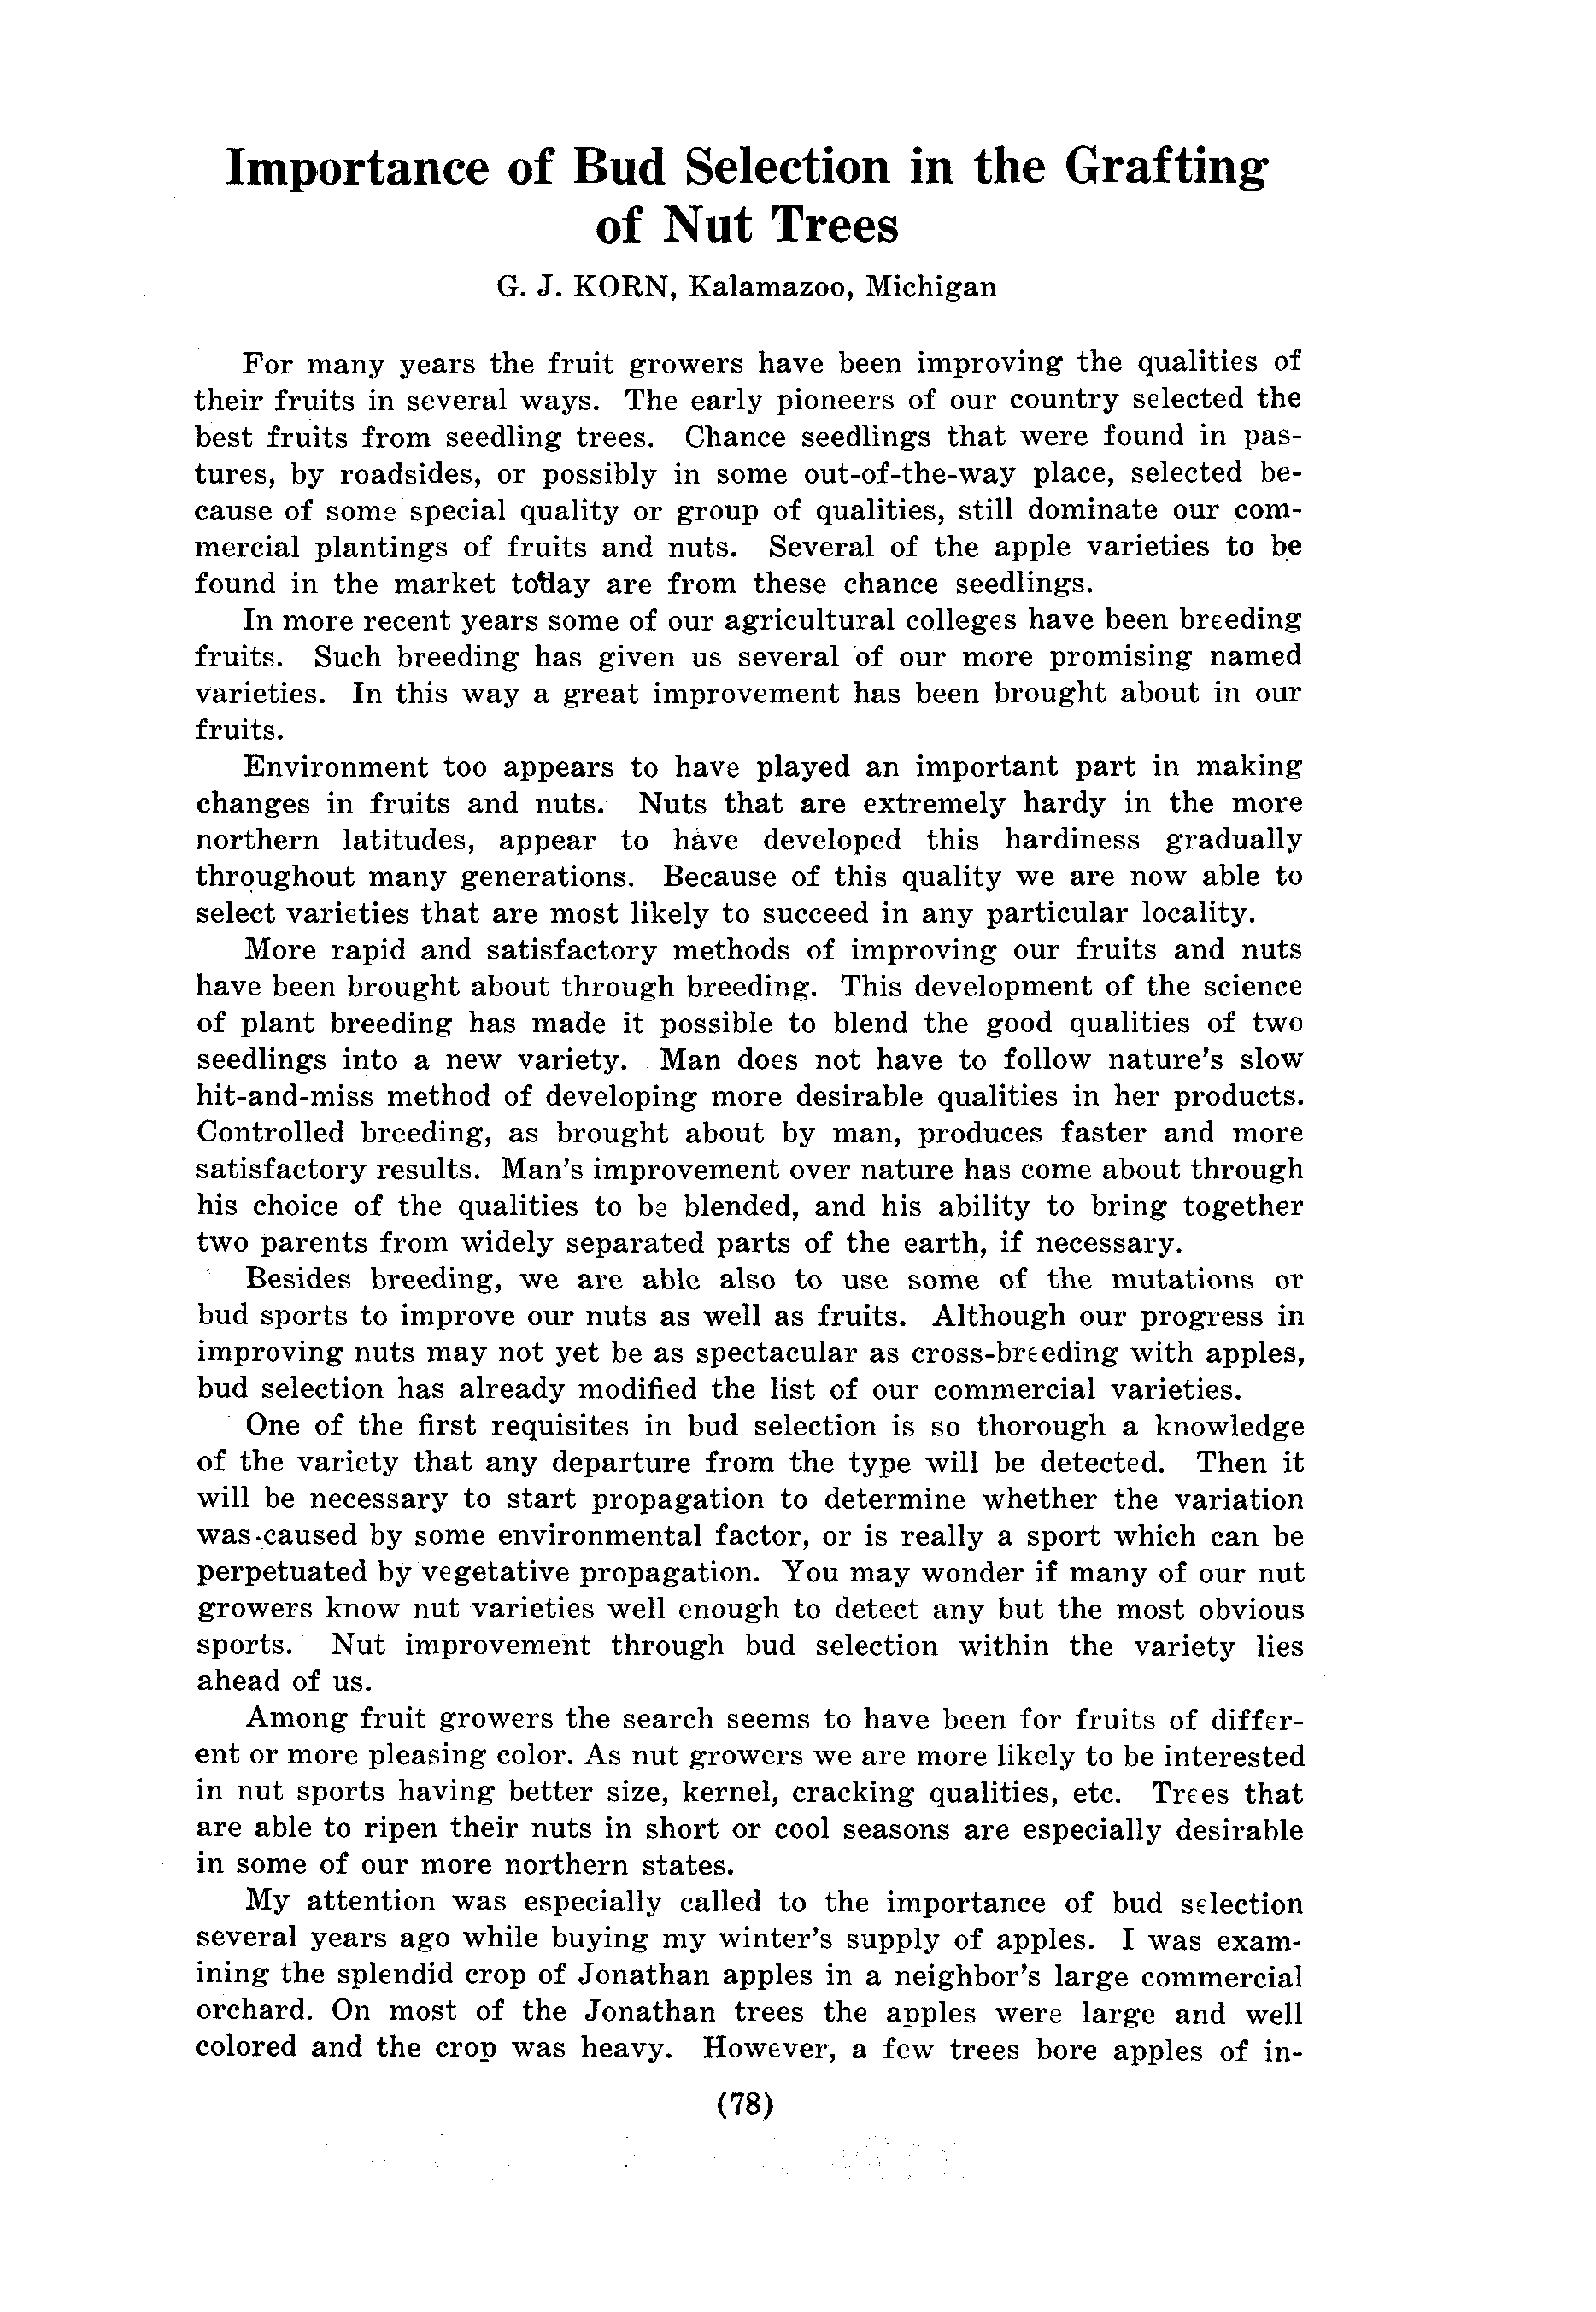 Importance of Bud Selection in the Grafting
of Nut Trees
G. J. KORN, Kalamazoo, Michigan
For many years the fruit growers have been improving the qualities of
their fruits in several ways. The early pioneers of our country selected the
best fruits from seedling trees. Chance seedlings that were found in pas-
tures, by roadsides, or possibly in some out-of-the-way place, selected be-
cause of some special quality or group of qualities, still dominate our com-
mercial plantings of fruits and nuts. Several of the apple varieties to be
found in the market today are from these chance seedlings.
In more recent years some of our agricultural colleges have been breeding
fruits. Such breeding has given us several of our more promising named
varieties. In this way a great improvement has been brought about in our
fruits.
Environment too appears to have played an important part in making
changes in fruits and nuts. Nuts that are extremely hardy in the more
northern latitudes, appear to have developed this hardiness gradually
throughout many generations. Because of this quality we are now able to
select varieties that are most likely to succeed in any particular locality.
More rapid and satisfactory methods of improving our fruits and nuts
have been brought about through breeding. This development of the science
of plant breeding has made it possible to blend the good qualities of two
seedlings into a new variety. Man does not have to follow nature's slow
hit-and-miss method of developing more desirable qualities in her products.
Controlled breeding, as brought about by man, produces faster and more
satisfactory results. Man's improvement over nature has come about through
his choice of the qualities to be blended, and his ability to bring together
two parents from widely separated parts of the earth, if necessary.
Besides breeding, we are able also to use some of the mutations or
bud sports to improve our nuts as well as fruits. Although our progress in
improving nuts may not yet be as spectacular as cross-breeding with apples,
bud selection has already modified the list of our commercial varieties.
One of the first requisites in bud selection is so thorough a knowledge
of the variety that any departure from the type will be detected. Then it
will be necessary to start propagation to determine whether the variation
was caused by some environmental factor, or is really a sport which can be
perpetuated by vegetative propagation. You may wonder if many of our nut
growers know nut varieties well enough to detect any but the most obvious
sports. Nut improvement through bud selection within the variety lies
ahead of us.
Among fruit growers the search seems to have been for fruits of differ-
ent or more pleasing color. As nut growers we are more likely to be interested
in nut sports having better size, kernel, cracking qualities, etc. Trees that
are able to ripen their nuts in short or cool seasons are especially desirable
in some of our more northern states.
My attention was especially called to the importance of bud selection
several years ago while buying my winter's supply of apples. I was exam-
ining the splendid crop of Jonathan apples in a neighbor's large commercial
orchard. On most of the Jonathan trees the apples were large and well
colored and the crop was heavy. However, a few trees bore apples of in-
(78)